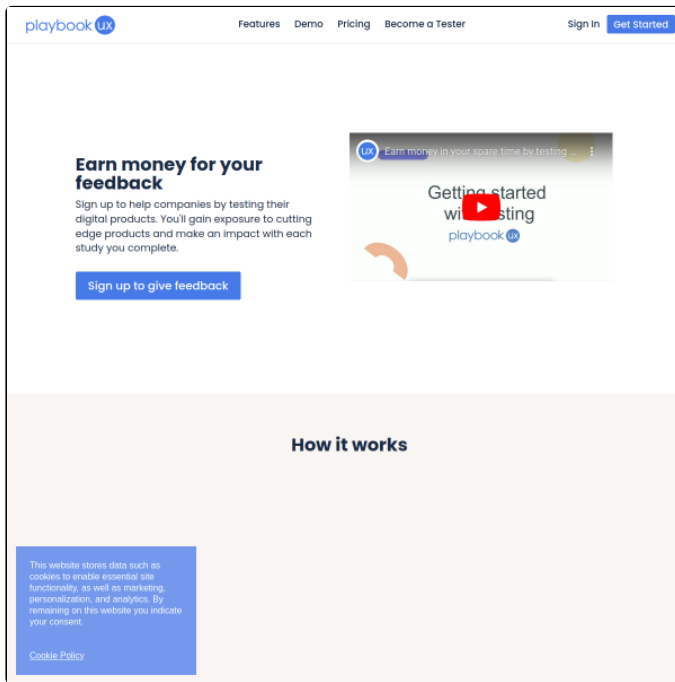 playbook UX
Features Demo Pricing Become a Tester Sign In Get Started
Earn money for your
feedback
Sign up to help companies by testing their
digital products. You'll gain exposure to cutting
edge products and make an impact with each
study you complete.
Sign up to give feedback
UX Earn money in your spare time by testing ...
Getting started
playbook UX
How it works
This website stores data such as
cookies to enable essential site
functionality, as well as marketing,
personalization, and analytics. By
remaining on this website you indicate
your consent.
Cookie Policy